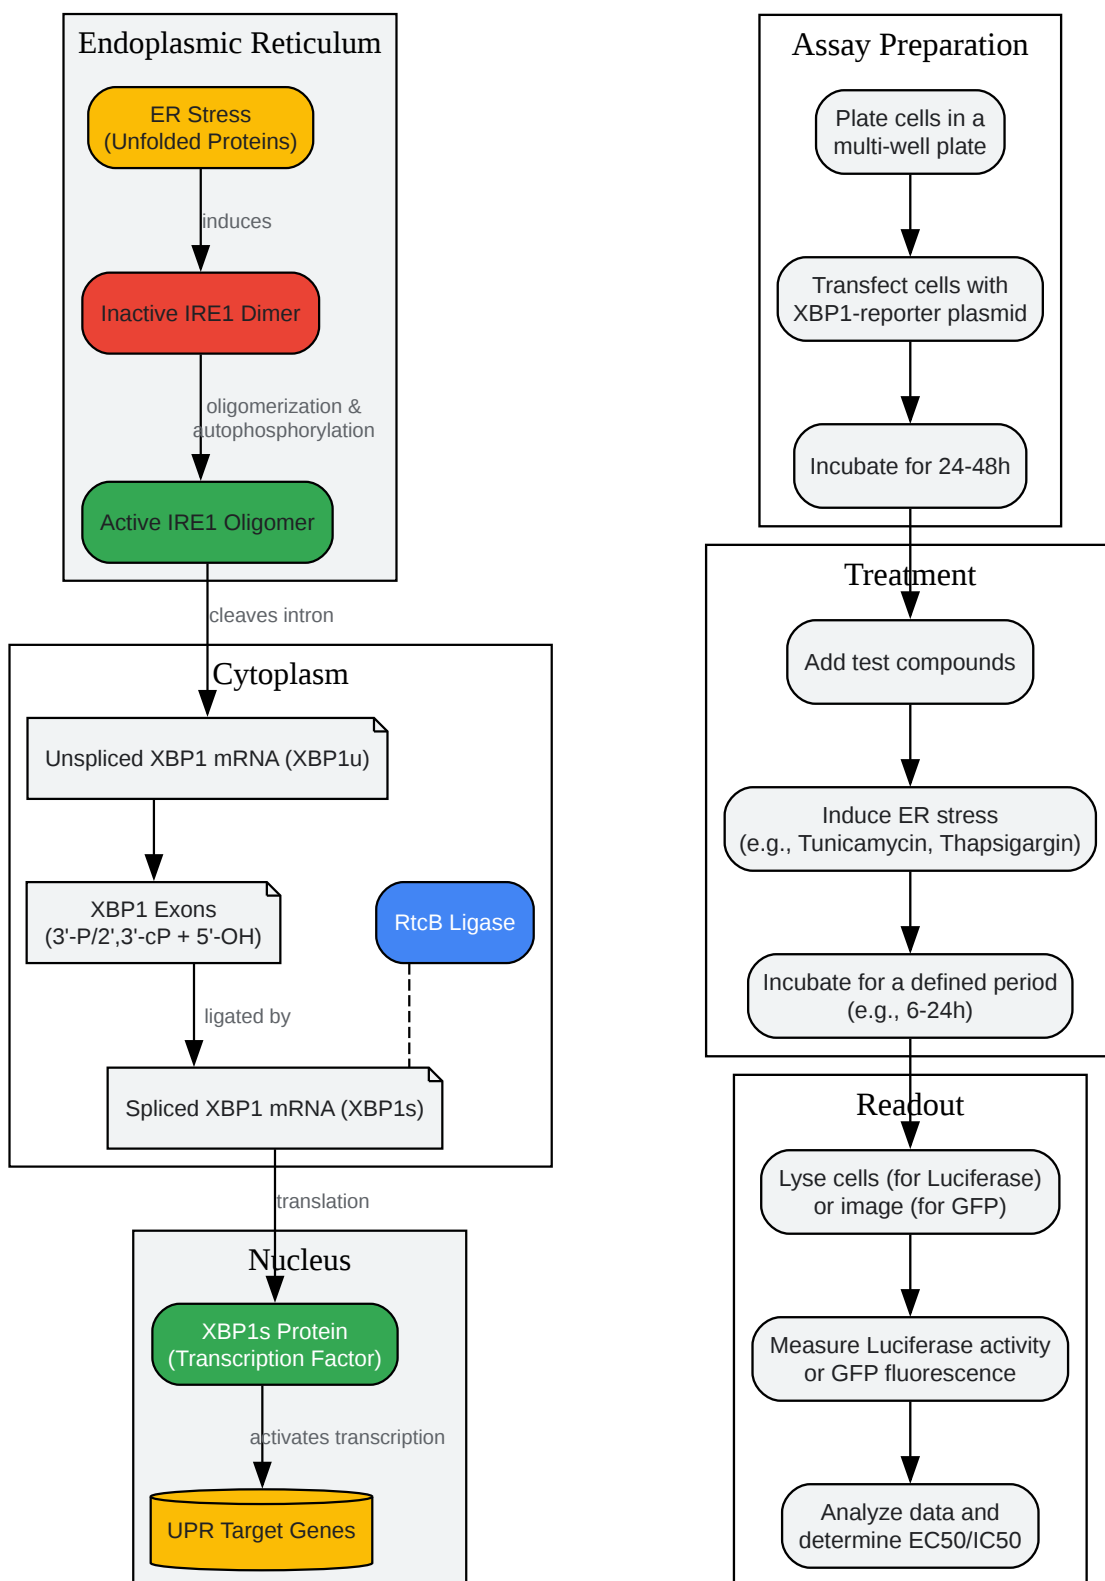 Endoplasmic Reticulum
ER Stress
(Unfolded Proteins)
induces
Inactive IRE1 Dimer
oligomerization &
autophosphorylation
Active IRE1 Oligomer
cleaves intron
Cytoplasm
Unspliced XBP1 mRNA (XBP1u)
XBP1 Exons
(3'-P/2',3'-cP + 5'-OH)
RtcB Ligase
ligated by
Spliced XBP1 mRNA (XBP1s)
translation
Nucleus
XBP1s Protein
(Transcription Factor)
activates transcription
UPR Target Genes
Assay Preparation
Plate cells in a
multi-well plate
Transfect cells with
XBP1-reporter plasmid
Incubate for 24-48h
Treatment
Add test compounds
Induce ER stress
(e.g., Tunicamycin, Thapsigargin)
Incubate for a defined period
(e.g., 6-24h)
Readout
Lyse cells (for Luciferase)
or image (for GFP)
Measure Luciferase activity
or GFP fluorescence
Analyze data and
determine EC50/IC50